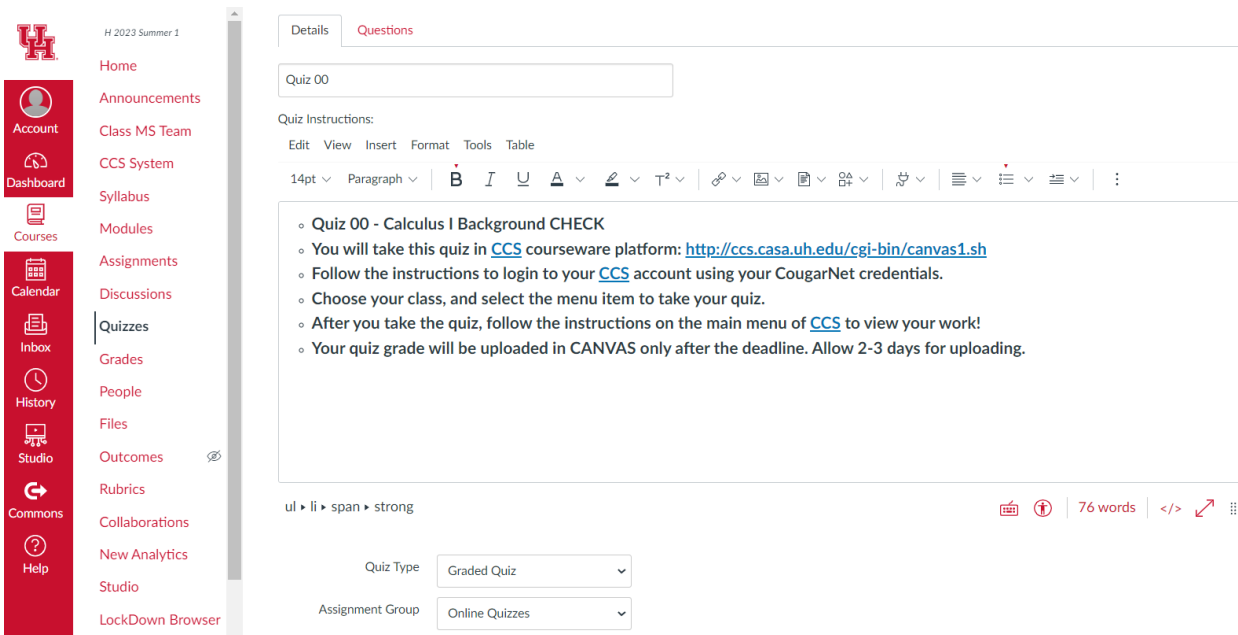 UH
Account
Dashboard
Courses
Calendar
Inbox
History
Studio
Commons
Help
H 2023 Summer 1
Home
Announcements
Class MS Team
CCS System
Syllabus
Modules
Assignments
Discussions
Quizzes
Grades
People
Files
Outcomes
Rubrics
Collaborations
New Analytics
Studio
LockDown Browser
Details Questions
Quiz 00
Quiz Instructions:
Edit View Insert Format Tools Table
14pt Paragraph B I U A T²
Quiz 00 - Calculus I Background CHECK
You will take this quiz in CCS courseware platform: http://ccs.casa.uh.edu/cgi-bin/canvas1.sh
Follow the instructions to login to your CCS account using your CougarNet credentials.
Choose your class, and select the menu item to take your quiz.
After you take the quiz, follow the instructions on the main menu of CCS to view your work!
Your quiz grade will be uploaded in CANVAS only after the deadline. Allow 2-3 days for uploading.
ul ▸ li ▸ span ▸ strong
76 words </>
Quiz Type Graded Quiz
Assignment Group Online Quizzes